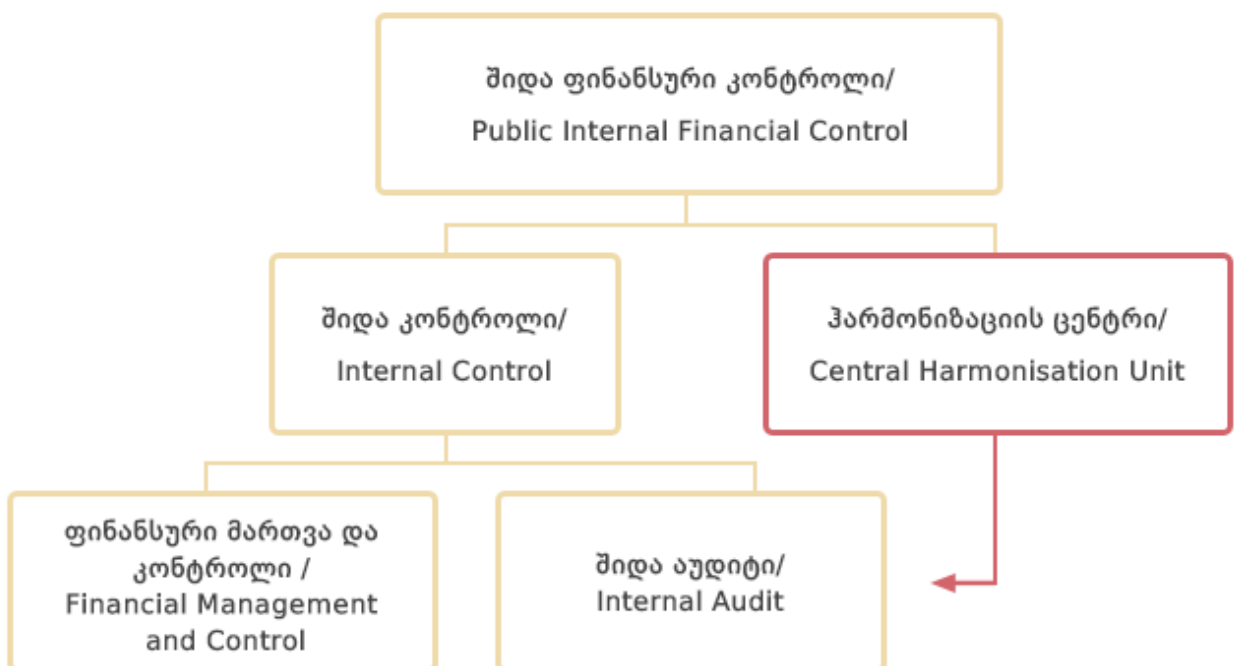 შიდა ფინანსური კონტროლი/
Public Internal Financial Control
შიდა კონტროლი/
Internal Control
ჰარმონიზაციის ცენტრი/
Central Harmonisation Unit
ფინანსური მართვა და
კონტროლი /
Financial Management
and Control
შიდა აუდიტი/
Internal Audit